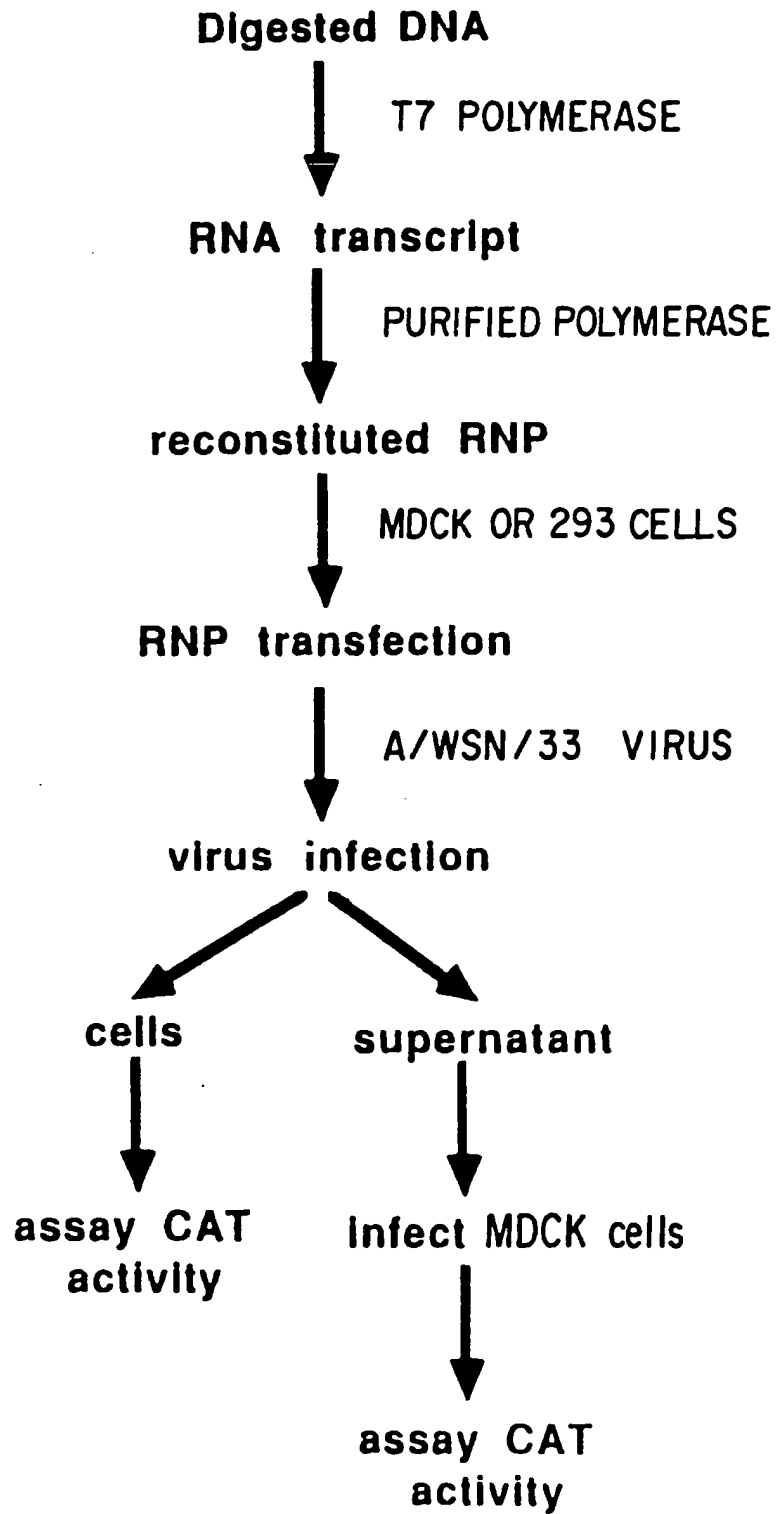 Digested DNA
T7 POLYMERASE
RNA transcript
PURIFIED POLYMERASE
reconstituted RNP
MDCK OR 293 CELLS
RNP transfection
A/WSN/33 VIRUS
virus infection
cells
supernatant
assay CAT
activity
infect MDCK cells
assay CAT
activity